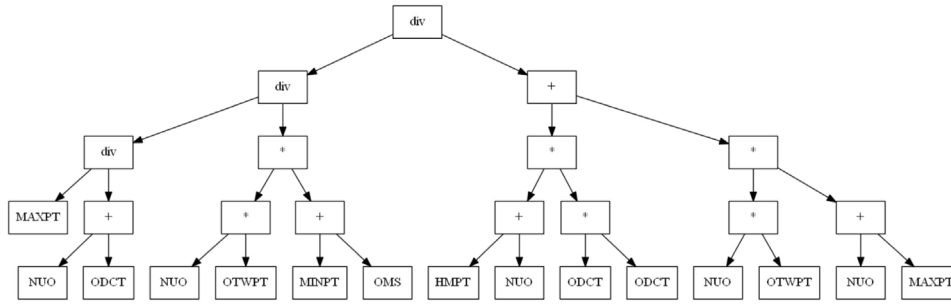 div
div +
div * * *
MAXPT + * + + * * +
NUO ODCT NUO OTWPT MINPT OMS HMPT NUO ODCT ODCT NUO OTWPT NUO MAXPT